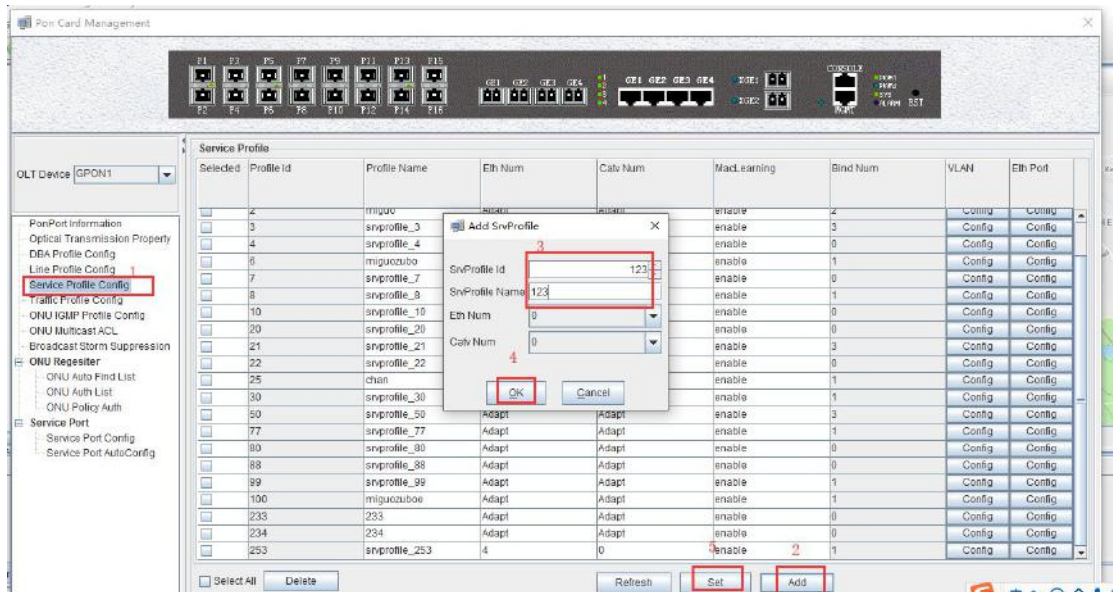 Pon Card Management
P1 P3 P5 P7 P9 P11 P13 P15
P2 P4 P6 P8 P10 P12 P14 P16
GE1 GE2 GE3 GE4
GE1 GE2 GE3 GE4
XGE1
XGE2
CONSOLE
MGMT
SYS
ALARM RST
OLT Device GPON1
PonPort Information
Optical Transmission Property
DBA Profile Config
Line Profile Config
1
Service Profile Config
Traffic Profile Config
ONU IGMP Profile Config
ONU Multicast ACL
Broadcast Storm Suppression
ONU Regesiter
ONU Auto Find List
ONU Auth List
ONU Policy Auth
Service Port
Service Port Config
Service Port AutoConfig
Service Profile
Selected Profile Id Profile Name Eth Num Catv Num MacLearning Bind Num VLAN Eth Port
2 miguo Adapt Adapt enable 2 Config Config
3 srvprofile_3 enable 3 Config Config
4 srvprofile_4 enable 0 Config Config
6 miguozubo enable 1 Config Config
7 srvprofile_7 enable 0 Config Config
8 srvprofile_8 enable 1 Config Config
10 srvprofile_10 enable 0 Config Config
20 srvprofile_20 enable 0 Config Config
21 srvprofile_21 enable 3 Config Config
22 srvprofile_22 enable 0 Config Config
25 chan enable 1 Config Config
30 srvprofile_30 enable 1 Config Config
50 srvprofile_50 Adapt Adapt enable 3 Config Config
77 srvprofile_77 Adapt Adapt enable 1 Config Config
80 srvprofile_80 Adapt Adapt enable 0 Config Config
88 srvprofile_88 Adapt Adapt enable 0 Config Config
99 srvprofile_99 Adapt Adapt enable 1 Config Config
100 miguozuboe Adapt Adapt enable 1 Config Config
233 233 Adapt Adapt enable 0 Config Config
234 234 Adapt Adapt enable 0 Config Config
253 srvprofile_253 4 0 enable 1 Config Config
Add SrvProfile
3
SrvProfile Id 123
SrvProfile Name 123
Eth Num 0
Catv Num 0
4
OK Cancel
5 2
Select All Delete Refresh Set Add